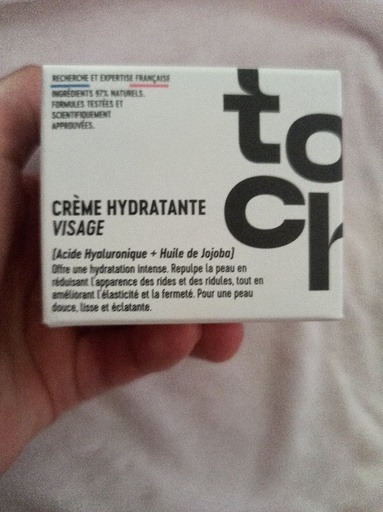 RECHERCHE ET EXPERTISE FRANÇAISE
INGRÉDIENTS 97% NATURELS.
FORMULES TESTÉES ET
SCIENTIFIQUEMENT
APPROUVÉES.
to
cr
CRÈME HYDRATANTE
VISAGE
[Acide Hyaluronique + Huile de Jojoba]
Offre une hydratation intense. Repulpe la peau en
réduisant l'apparence des rides et des ridules, tout en
améliorant l'élasticité et la fermeté. Pour une peau
douce, lisse et éclatante.